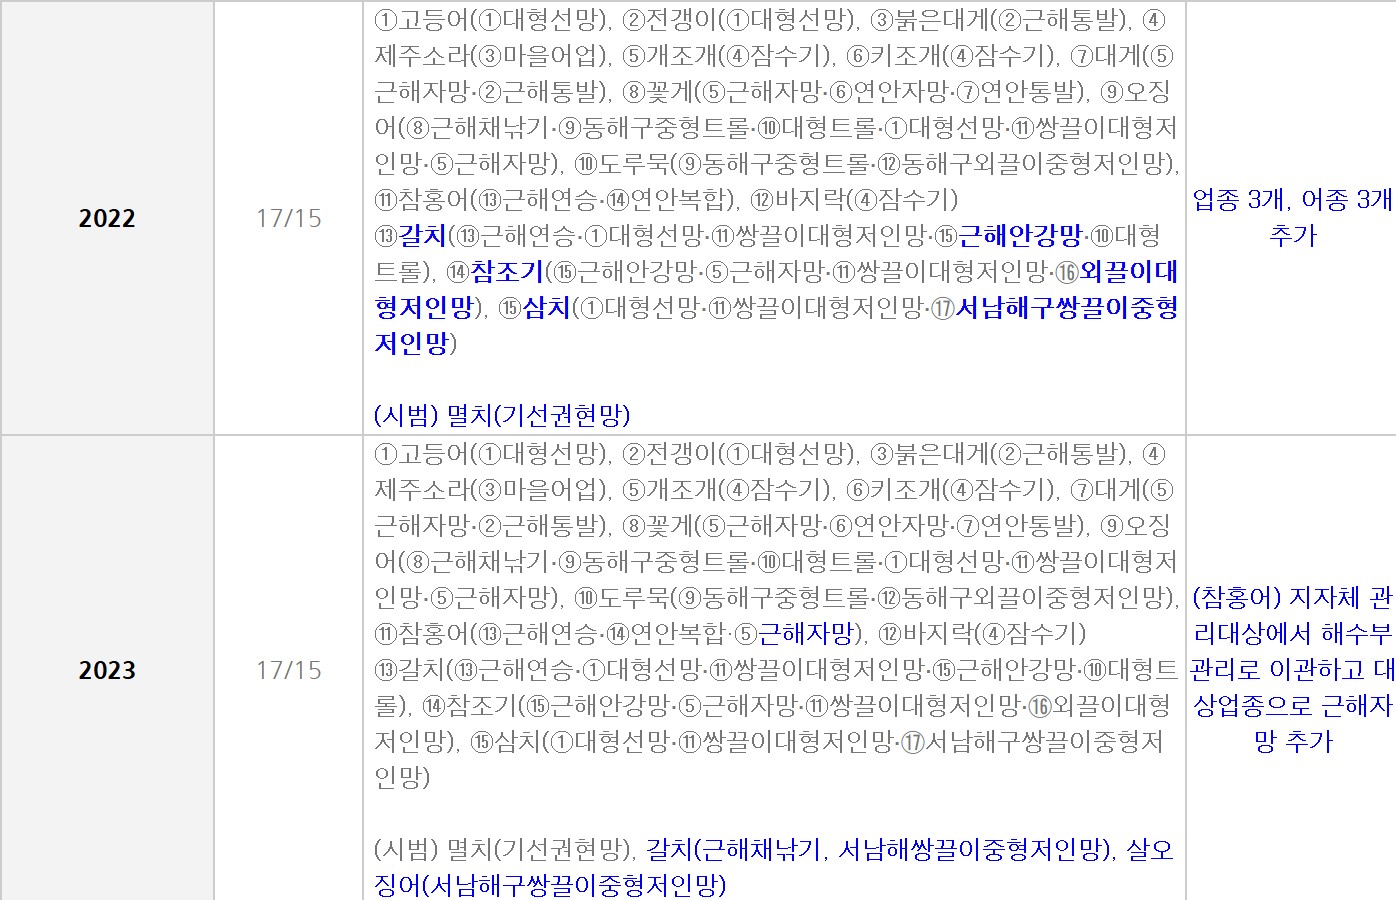 2022
17/15
①고등어(①대형선망), ②전갱이(①대형선망), ③붉은대게(②근해통발), ④
제주소라(③마을어업), ⑤개조개(④잠수기), ⑥키조개(④잠수기), ⑦대게(⑤
근해자망·②근해통발), ⑧꽃게(⑤근해자망·⑥연안자망·⑦연안통발), ⑨오징
어(⑧근해채낚기·⑨동해구중형트롤·⑩대형트롤·①대형선망·⑪쌍끌이대형저
인망·⑤근해자망), ⑩도루묵(⑨동해구중형트롤·⑫동해구외끌이중형저인망),
⑪참홍어(⑬근해연승·⑭연안복합), ⑫바지락(④잠수기)
⑬갈치(⑬근해연승·①대형선망·⑪쌍끌이대형저인망·⑮근해안강망·⑩대형
트롤), ⑭참조기(⑮근해안강망·⑤근해자망·⑪쌍끌이대형저인망·⑯외끌이대
형저인망), ⑮삼치(①대형선망·⑪쌍끌이대형저인망·⑰서남해구쌍끌이중형
저인망)
(시범) 멸치(기선권현망)
업종 3개, 어종 3개
추가
2023
17/15
①고등어(①대형선망), ②전갱이(①대형선망), ③붉은대게(②근해통발), ④
제주소라(③마을어업), ⑤개조개(④잠수기), ⑥키조개(④잠수기), ⑦대게(⑤
근해자망·②근해통발), ⑧꽃게(⑤근해자망·⑥연안자망·⑦연안통발), ⑨오징
어(⑧근해채낚기·⑨동해구중형트롤·⑩대형트롤·①대형선망·⑪쌍끌이대형저
인망·⑤근해자망), ⑩도루묵(⑨동해구중형트롤·⑫동해구외끌이중형저인망),
⑪참홍어(⑬근해연승·⑭연안복합·⑤근해자망), ⑫바지락(④잠수기)
⑬갈치(⑬근해연승·①대형선망·⑪쌍끌이대형저인망·⑮근해안강망·⑩대형트
롤), ⑭참조기(⑮근해안강망·⑤근해자망·⑪쌍끌이대형저인망·⑯외끌이대형
저인망), ⑮삼치(①대형선망·⑪쌍끌이대형저인망·⑰서남해구쌍끌이중형저
인망)
(시범) 멸치(기선권현망), 갈치(근해채낚기, 서남해쌍끌이중형저인망), 살오
징어(서남해구쌍끌이중형저인망)
(참홍어) 지자체 관
리대상에서 해수부
관리로 이관하고 대
상업종으로 근해자
망 추가